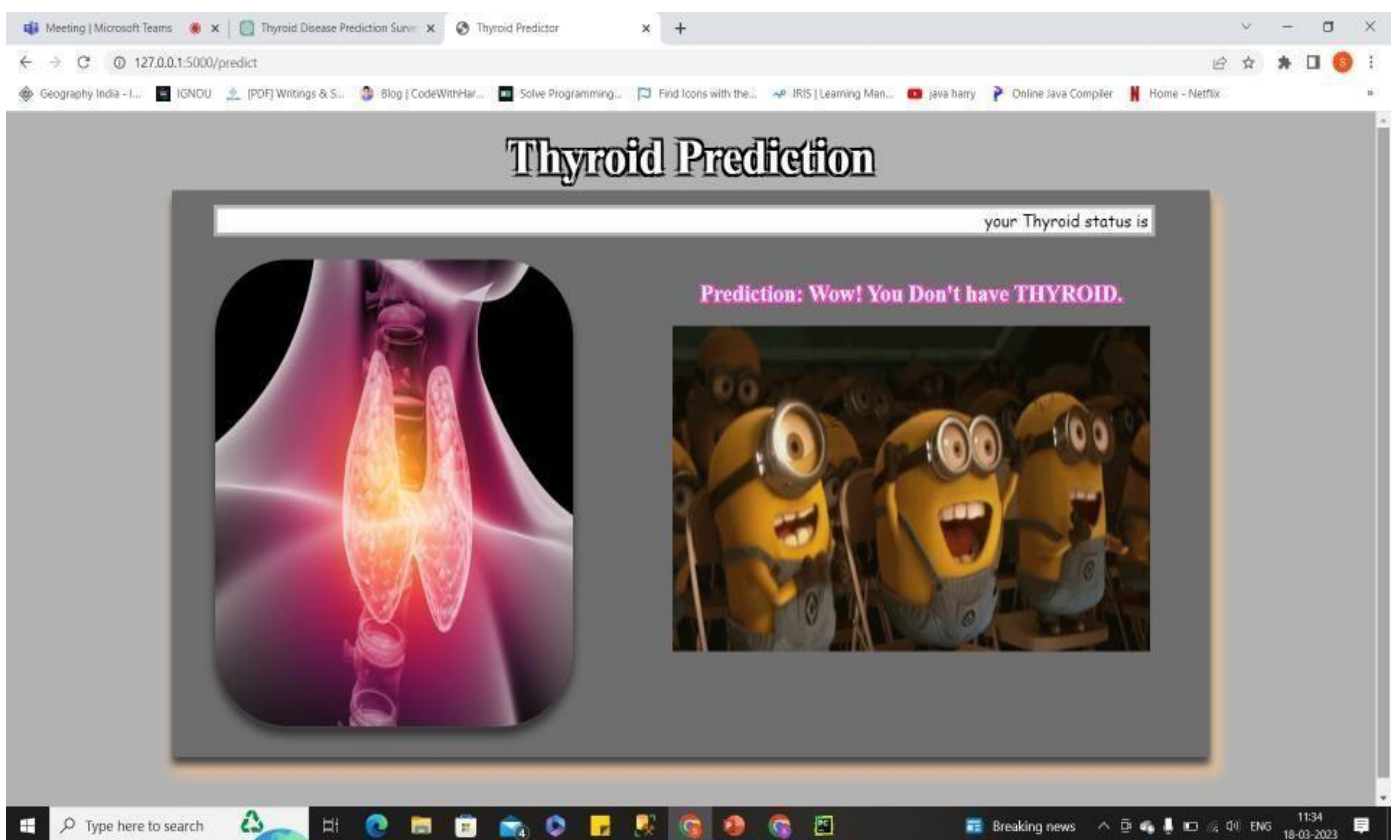 Meeting | Microsoft Teams
Thyroid Disease Prediction Surve
Thyroid Predictor
127.0.0.1:5000/predict
Geography India - I...
IGNOU
[PDF] Writings & S...
Blog | CodeWithHar...
Solve Programming...
Find Icons with the...
IRIS | Learning Man...
java harry
Online Java Compiler
Home - Netflix
Thyroid Prediction
your Thyroid status is
Prediction: Wow! You Don't have THYROID.
Type here to search
4
Breaking news
ENG
11:34
18-03-2023